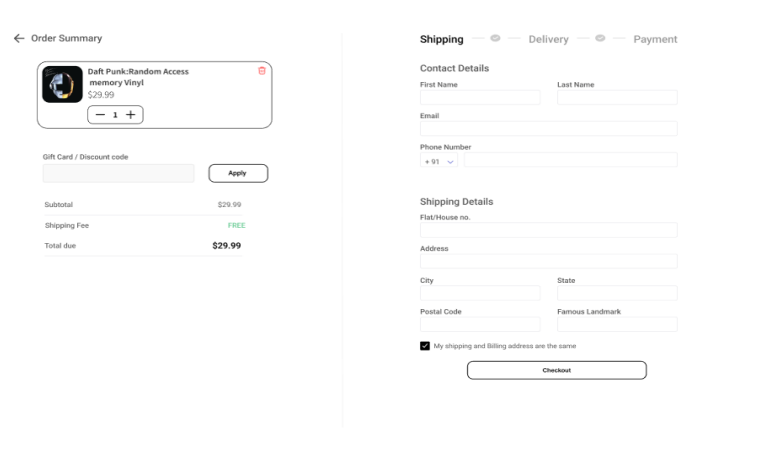 Order Summary
Daft Punk:Random Access
memory Vinyl
$29.99
1
Gift Card / Discount code
Apply
Subtotal $29.99
Shipping Fee FREE
Total due $29.99
Shipping Delivery Payment
Contact Details
First Name Last Name
Email
Phone Number
+ 91
Shipping Details
Flat/House no.
Address
City State
Postal Code Famous Landmark
My shipping and Billing address are the same
Checkout